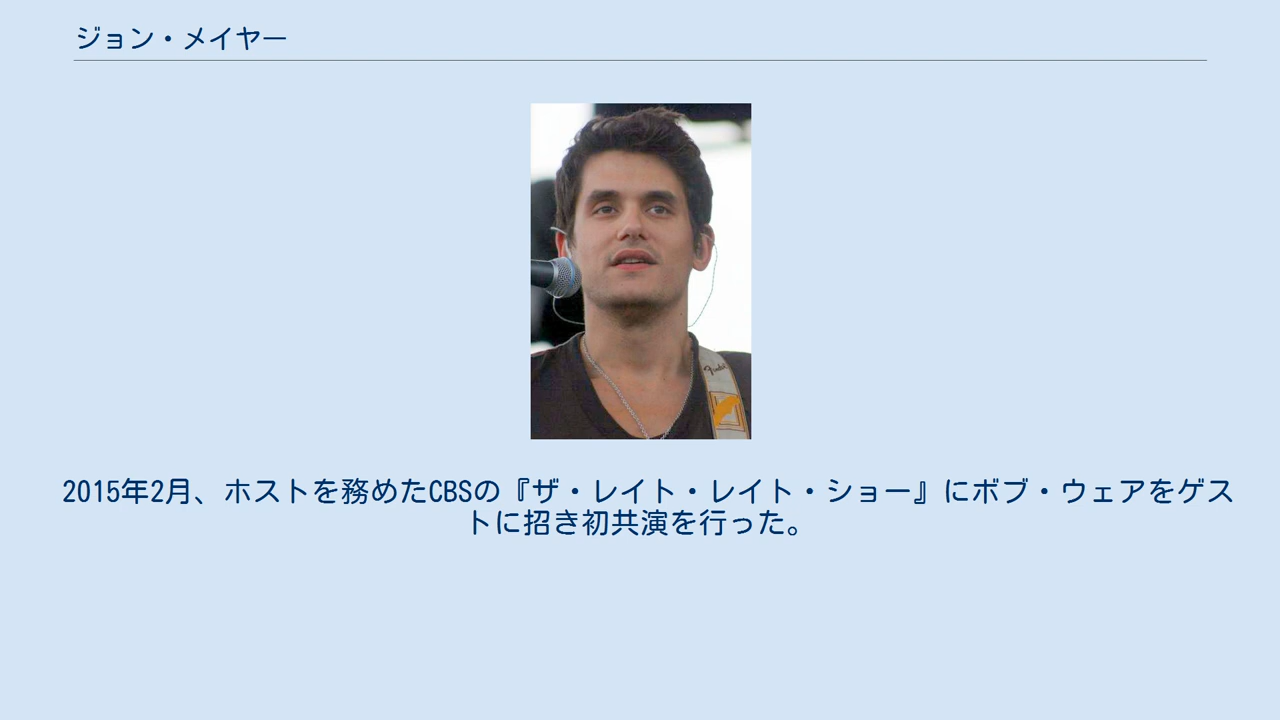 ジョン・メイヤー
Fender
2015年2月、ホストを務めたCBSの『ザ・レイト・レイト・ショー』にボブ・ウェアをゲス
トに招き初共演を行った。